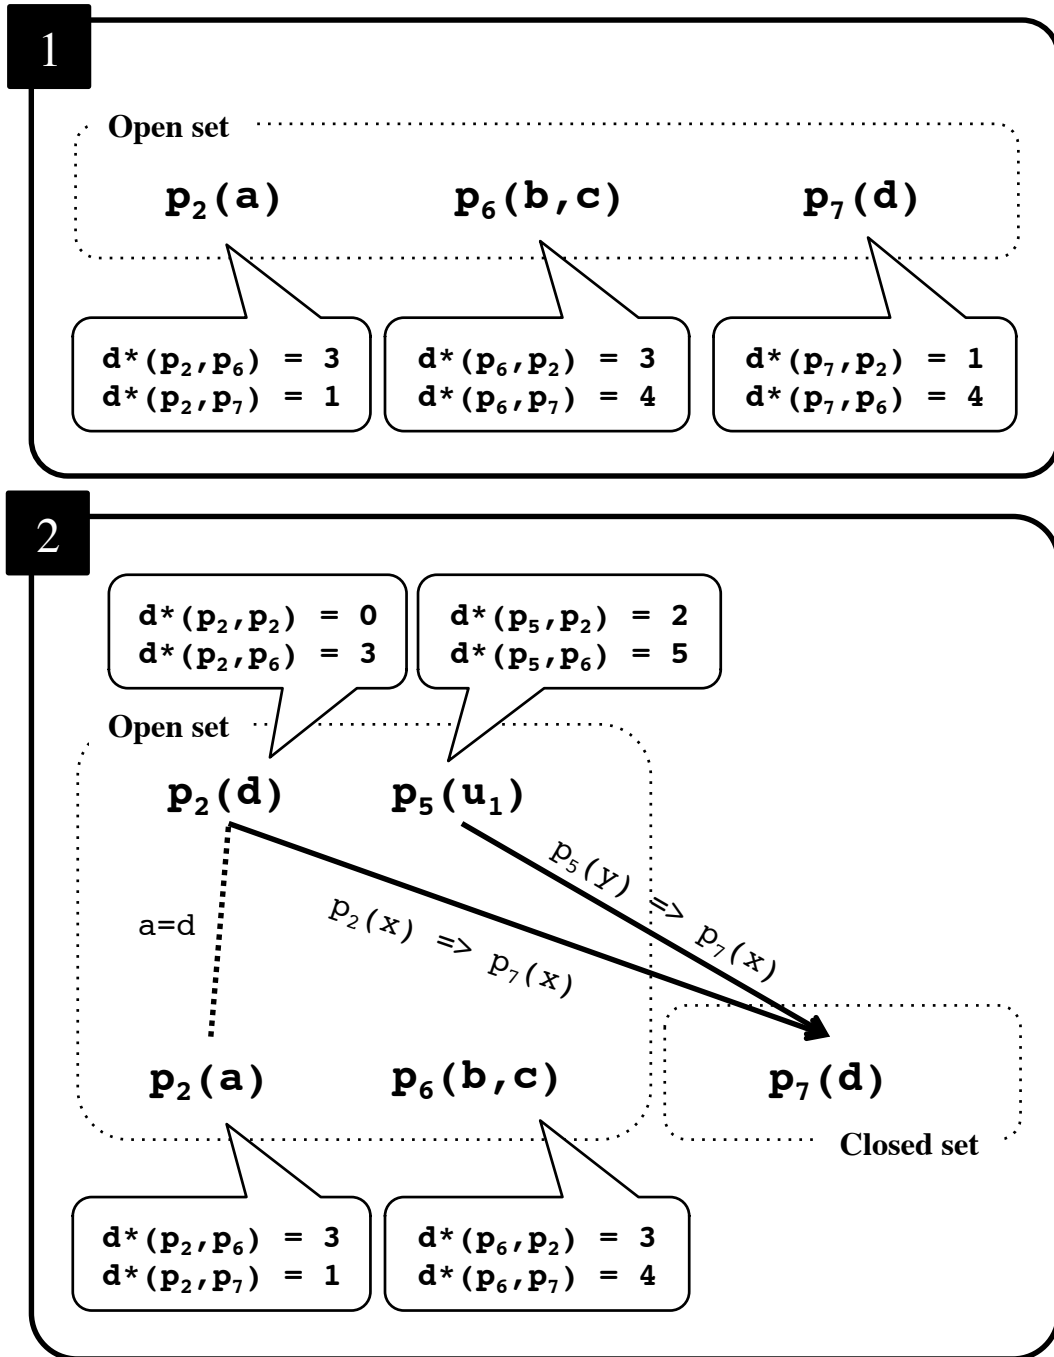 1
Open set
p₂(a) p₆(b,c) p₇(d)
d*(p₂,p₆) = 3
d*(p₂,p₇) = 1
d*(p₆,p₂) = 3
d*(p₆,p₇) = 4
d*(p₇,p₂) = 1
d*(p₇,p₆) = 4
2
d*(p₂,p₂) = 0
d*(p₂,p₆) = 3
d*(p₅,p₂) = 2
d*(p₅,p₆) = 5
Open set
p₂(d) p₅(u₁)
p₅(y) => p₇(x)
a=d
p₂(x) => p₇(x)
p₂(a) p₆(b,c) p₇(d)
Closed set
d*(p₂,p₆) = 3
d*(p₂,p₇) = 1
d*(p₆,p₂) = 3
d*(p₆,p₇) = 4